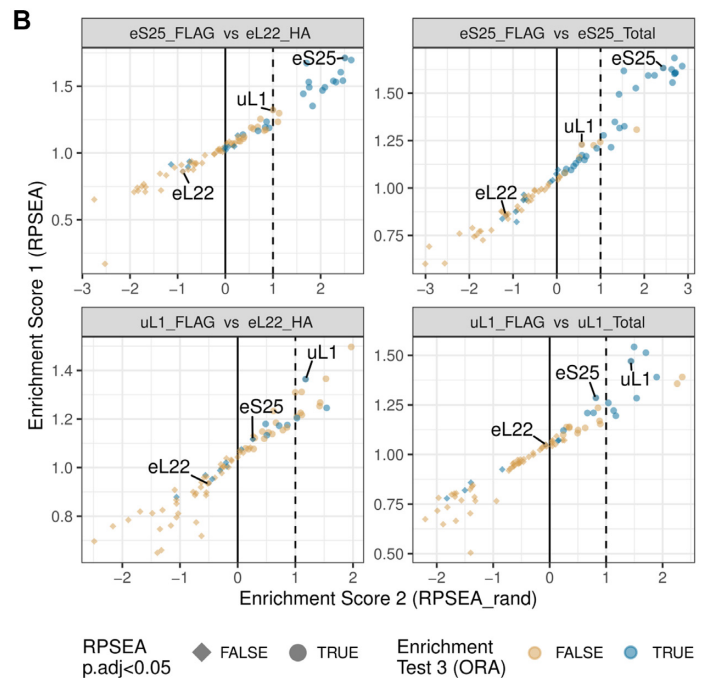 B
eS25_FLAG vs eL22_HA
eS25_FLAG vs eS25_Total
Enrichment Score 1 (RPSEA)
1.5
1.0
0.5
eS25
uL1
eL22
−3 −2 −1 0 1 2
1.50
1.25
1.00
0.75
eS25
uL1
eL22
−3 −2 −1 0 1 2 3
uL1_FLAG vs eL22_HA
uL1_FLAG vs uL1_Total
1.4
1.2
1.0
0.8
uL1
eS25
eL22
−2 −1 0 1 2
1.50
1.25
1.00
0.75
0.50
eS25
uL1
eL22
−2 −1 0 1 2
Enrichment Score 2 (RPSEA_rand)
RPSEA
p.adj<0.05
FALSE TRUE
Enrichment
Test 3 (ORA)
FALSE TRUE